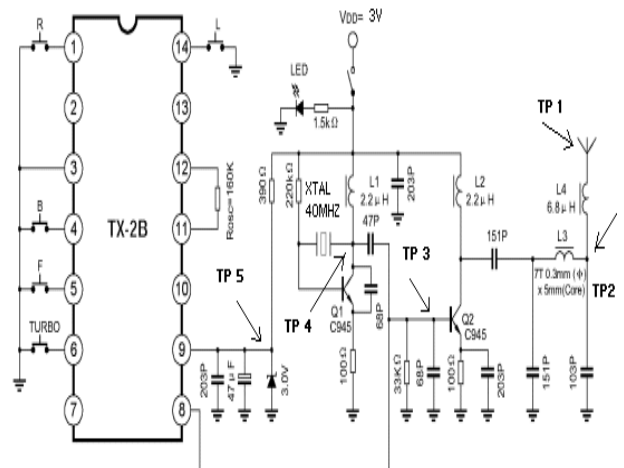 VDD= 3V
R
1
14
L
LED
1.5kΩ
TP 1
2
13
3
12
Rosc=160K
390Ω
220kΩ
XTAL
40MHZ
L1
2.2μH
203P
L2
2.2μH
L4
6.8μH
B
4
TX-2B
11
47P
F
5
10
TP 5
TP 4
TP 3
151P
L3
7T 0.3mm (Φ)
x 5mm(Core)
TP2
TURBO
6
9
Q1
C945
68P
Q2
C945
203P
47μF
3.0V
100Ω
33KΩ
68P
100Ω
203P
151P
103P
7
8